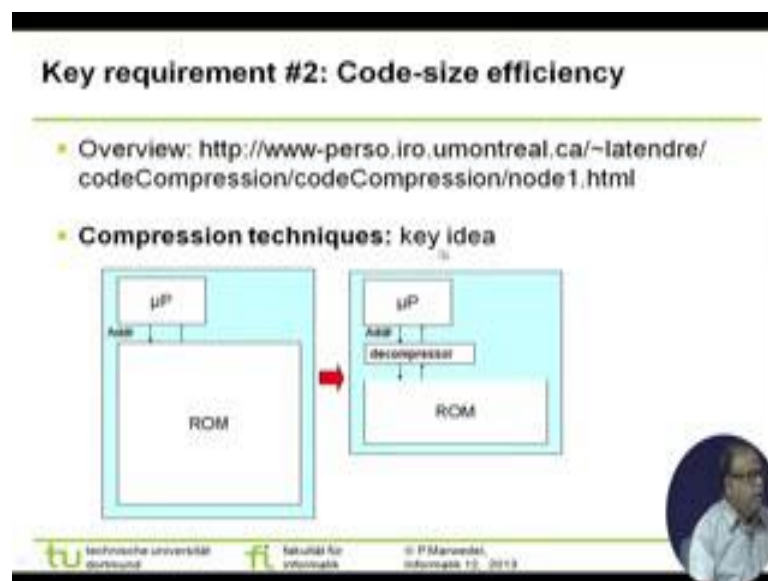 Key requirement #2: Code-size efficiency
Overview: http://www-perso.iro.umontreal.ca/~latendre/
codeCompression/codeCompression/node1.html
Compression techniques: key idea
µP
Addr
ROM
µP
Addr
decompressor
ROM
tu technische universität
dortmund
fi fakultät für
informatik
© P.Marwedel,
Informatik 12, 2013